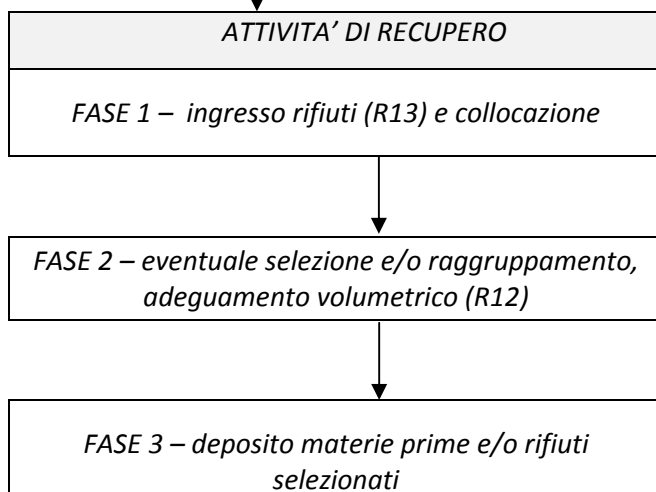 ATTIVITA’ DI RECUPERO
FASE 1 – ingresso rifiuti (R13) e collocazione
FASE 2 – eventuale selezione e/o raggruppamento,
adeguamento volumetrico (R12)
FASE 3 – deposito materie prime e/o rifiuti
selezionati